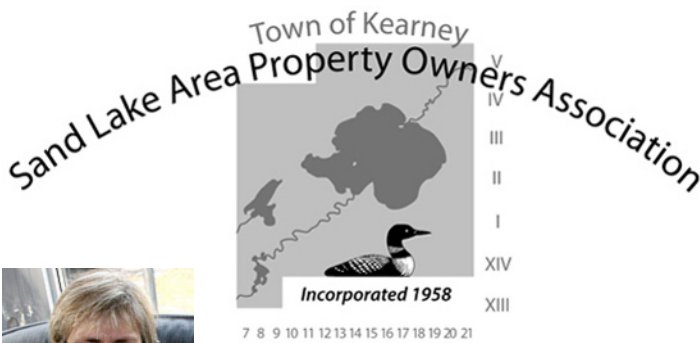 Town of Kearney
Sand Lake Area Property Owners Association
V
IV
III
II
I
XIV
Incorporated 1958
XIII
7 8 9 10 11 12 13 14 15 16 17 18 19 20 21